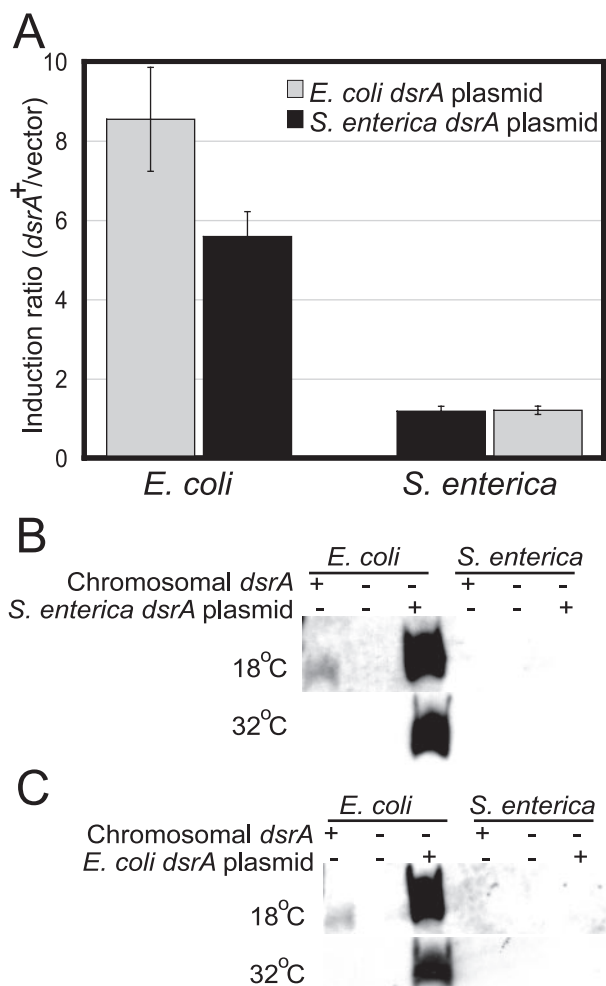 A
10
8
6
4
2
0
Induction ratio (dsrA+/vector)
E. coli dsrA plasmid
S. enterica dsrA plasmid
E. coli S. enterica
B
E. coli S. enterica
Chromosomal dsrA + - - + - -
S. enterica dsrA plasmid - - + - - +
18°C
32°C
C
E. coli S. enterica
Chromosomal dsrA + - - + - -
E. coli dsrA plasmid - - + - - +
18°C
32°C